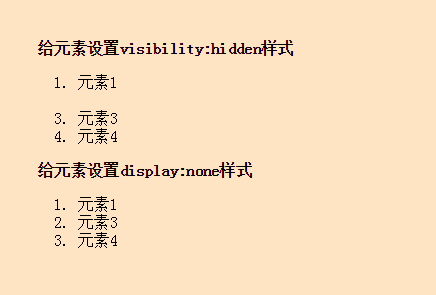 给元素设置visibility:hidden样式
1. 元素1
3. 元素3
4. 元素4
给元素设置display:none样式
1. 元素1
2. 元素3
3. 元素4